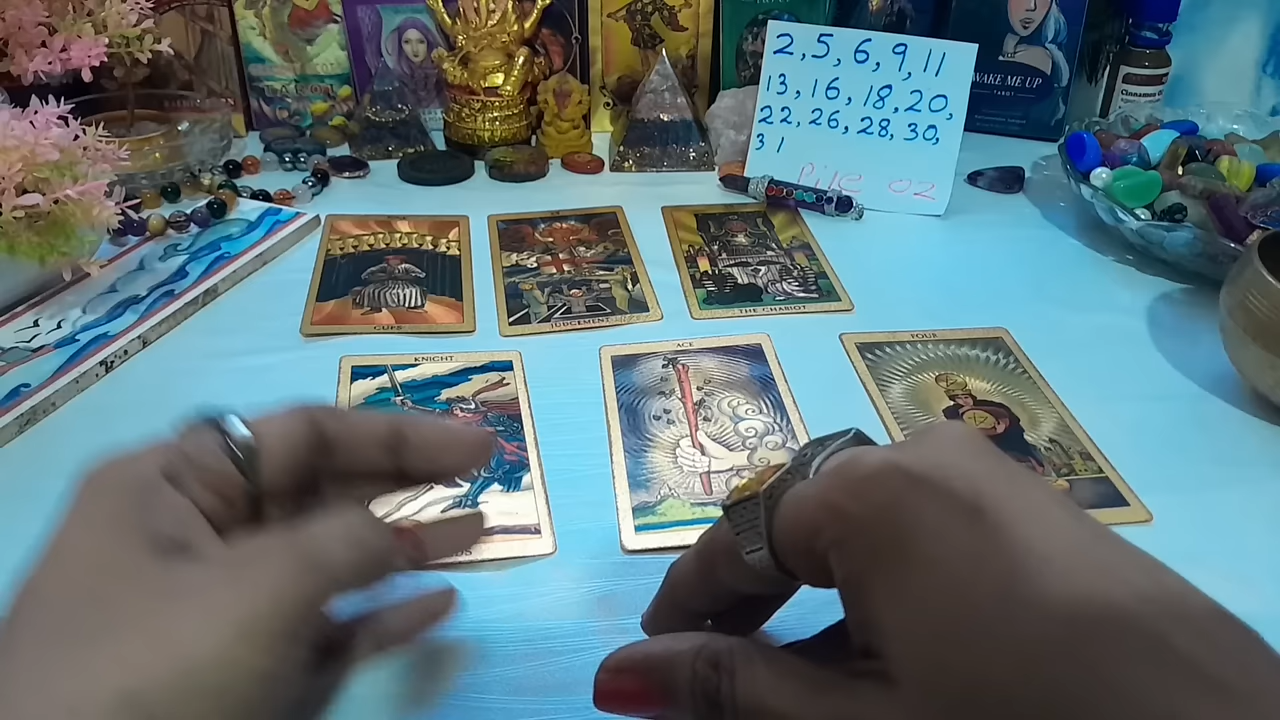 TAROT
WAKE ME UP
TAROT
Cinnamon
2, 5, 6, 9, 11
13, 16, 18, 20,
22, 26, 28, 30,
31
Pile 02
CUPS
JUDGEMENT
THE CHARIOT
KNIGHT
ACE
FOUR